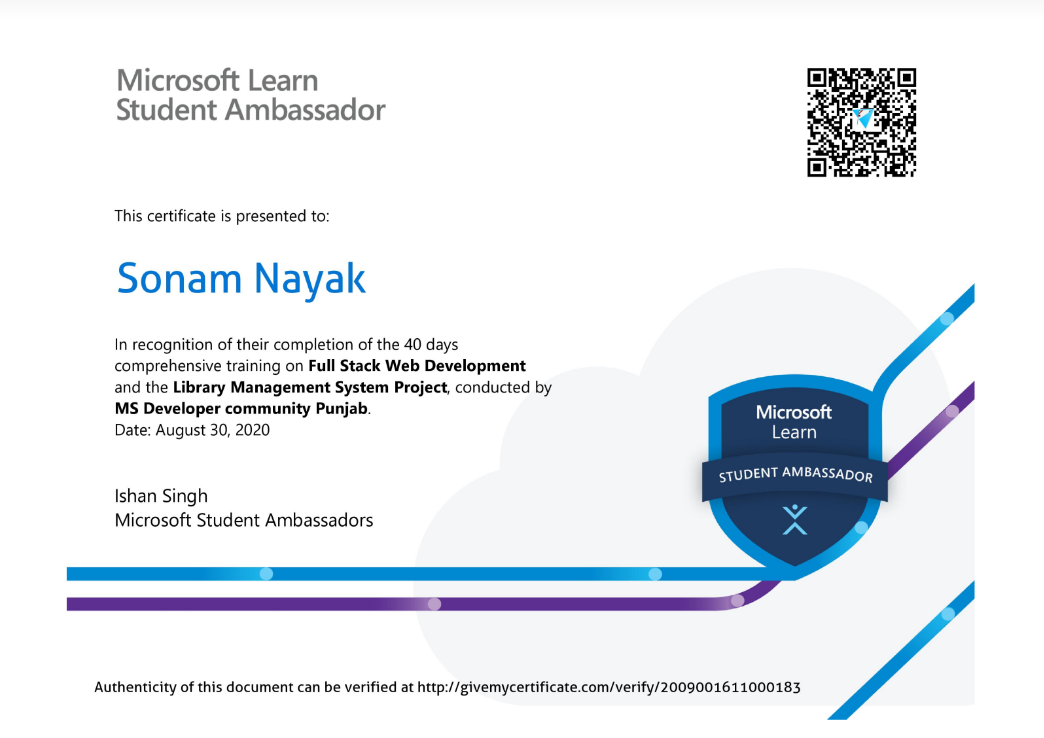 Microsoft Learn
Student Ambassador
This certificate is presented to:
Sonam Nayak
In recognition of their completion of the 40 days
comprehensive training on Full Stack Web Development
and the Library Management System Project, conducted by
MS Developer community Punjab.
Date: August 30, 2020
Ishan Singh
Microsoft Student Ambassadors
Microsoft
Learn
STUDENT AMBASSADOR
Authenticity of this document can be verified at http://givemycertificate.com/verify/2009001611000183